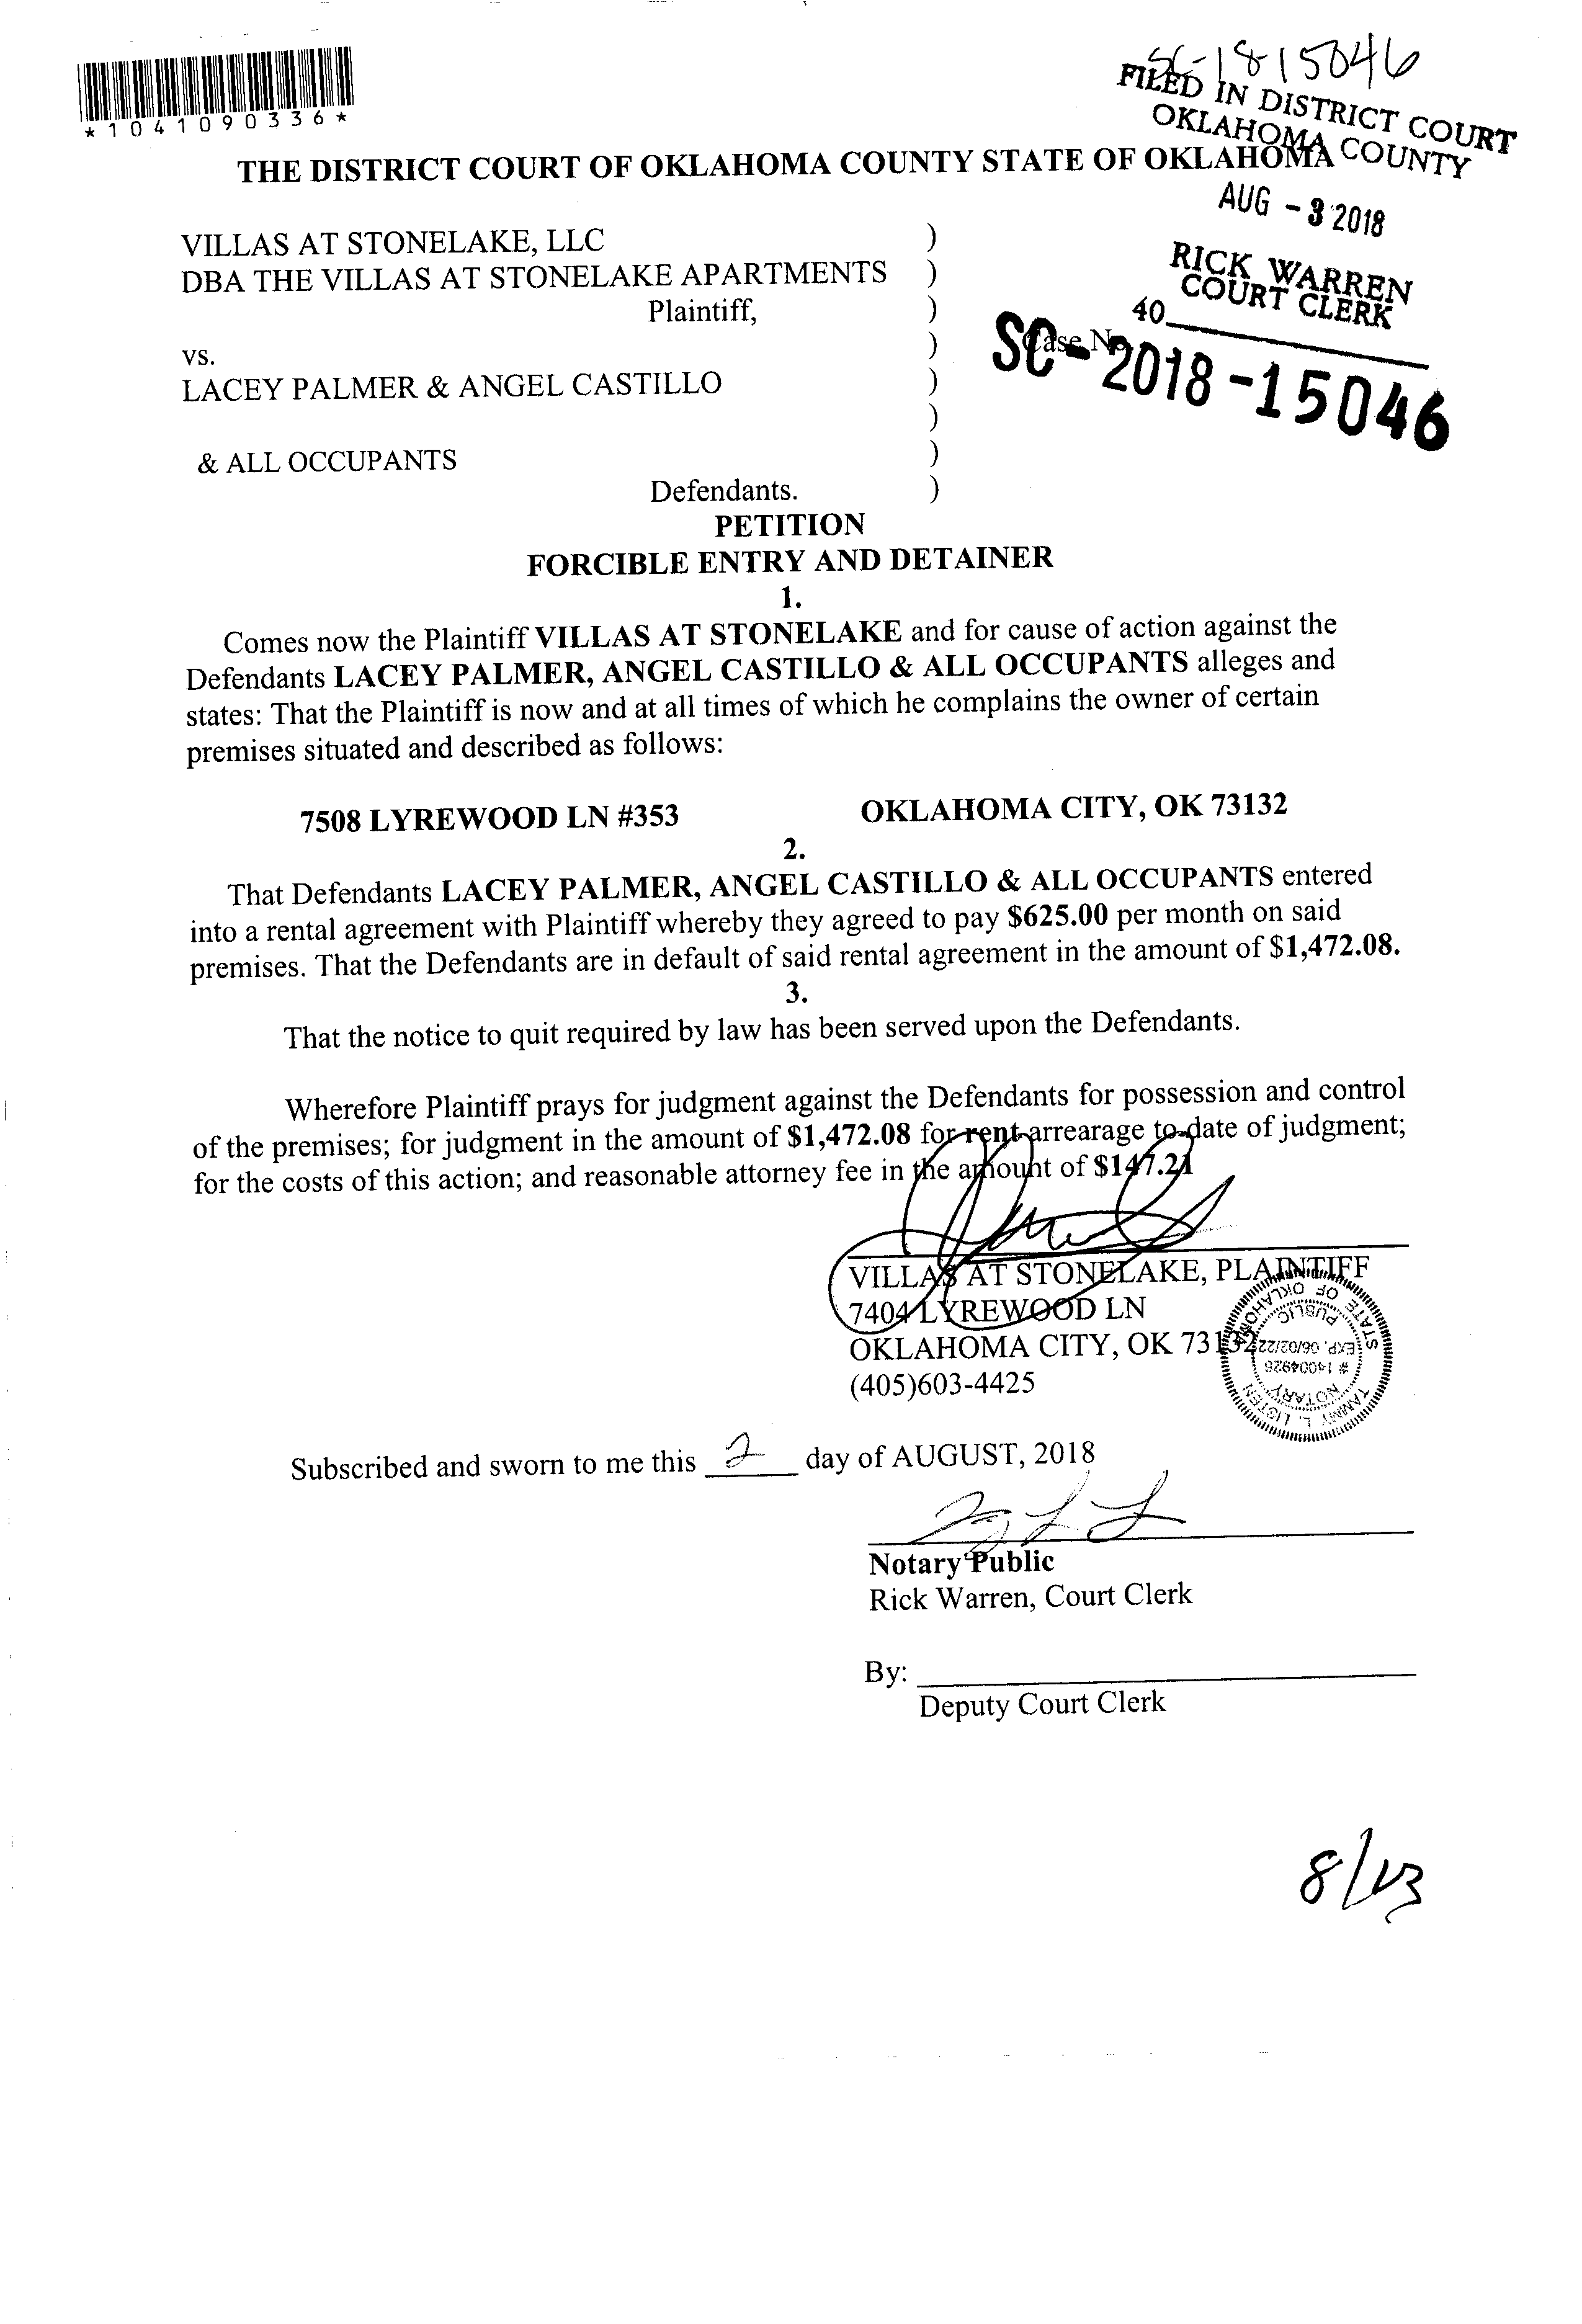 SC-1815046
*1041090336*
FILED IN DISTRICT COURT
OKLAHOMA COUNTY
THE DISTRICT COURT OF OKLAHOMA COUNTY STATE OF OKLAHOMA
AUG - 3 2018
VILLAS AT STONELAKE, LLC )
DBA THE VILLAS AT STONELAKE APARTMENTS )
RICK WARREN
COURT CLERK
Plaintiff, )
40
vs. )
Case No.
SC-2018-15046
LACEY PALMER & ANGEL CASTILLO )
)
& ALL OCCUPANTS )
Defendants. )
PETITION
FORCIBLE ENTRY AND DETAINER
1.
Comes now the Plaintiff VILLAS AT STONELAKE and for cause of action against the
Defendants LACEY PALMER, ANGEL CASTILLO & ALL OCCUPANTS alleges and
states: That the Plaintiff is now and at all times of which he complains the owner of certain
premises situated and described as follows:
7508 LYREWOOD LN #353 OKLAHOMA CITY, OK 73132
2.
That Defendants LACEY PALMER, ANGEL CASTILLO & ALL OCCUPANTS entered
into a rental agreement with Plaintiff whereby they agreed to pay $625.00 per month on said
premises. That the Defendants are in default of said rental agreement in the amount of $1,472.08.
3.
That the notice to quit required by law has been served upon the Defendants.
Wherefore Plaintiff prays for judgment against the Defendants for possession and control
of the premises; for judgment in the amount of $1,472.08 for rent arrearage to date of judgment;
for the costs of this action; and reasonable attorney fee in the amount of $147.21
VILLAS AT STONELAKE, PLAINTIFF
7404 LYREWOOD LN
OKLAHOMA CITY, OK 73132
(405)603-4425
TAMMY L. LISTEN
NOTARY
# 14004926
EXP. 06/02/22
PUBLIC
STATE OF OKLAHOMA
Subscribed and sworn to me this 2 day of AUGUST, 2018
Notary Public
Rick Warren, Court Clerk
By:
Deputy Court Clerk
8/23